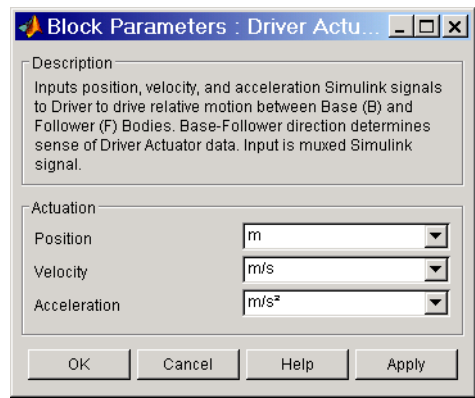 Block Parameters : Driver Actu...
Description
Inputs position, velocity, and acceleration Simulink signals
to Driver to drive relative motion between Base (B) and
Follower (F) Bodies. Base-Follower direction determines
sense of Driver Actuator data. Input is muxed Simulink
signal.
Actuation
Position m
Velocity m/s
Acceleration m/s²
OK Cancel Help Apply